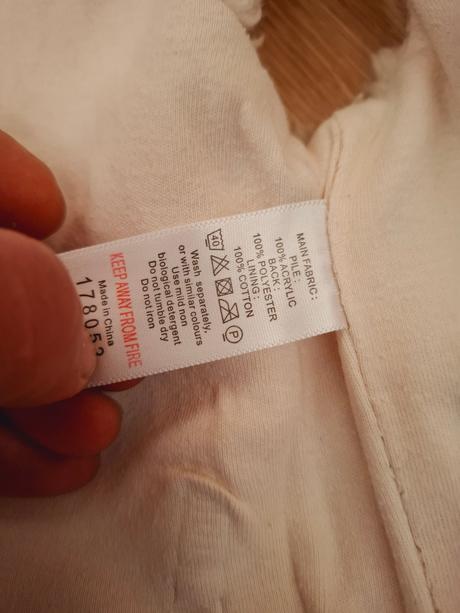 MAIN FABRIC:
PILE:
100% ACRYLIC
BACK:
100% POLYESTER
LINING:
100% COTTON
40 P
Wash separately,
or with similar colours
Use mild non
biological detergent
Do not tumble dry
Do not iron
KEEP AWAY FROM FIRE
Made in China
178053